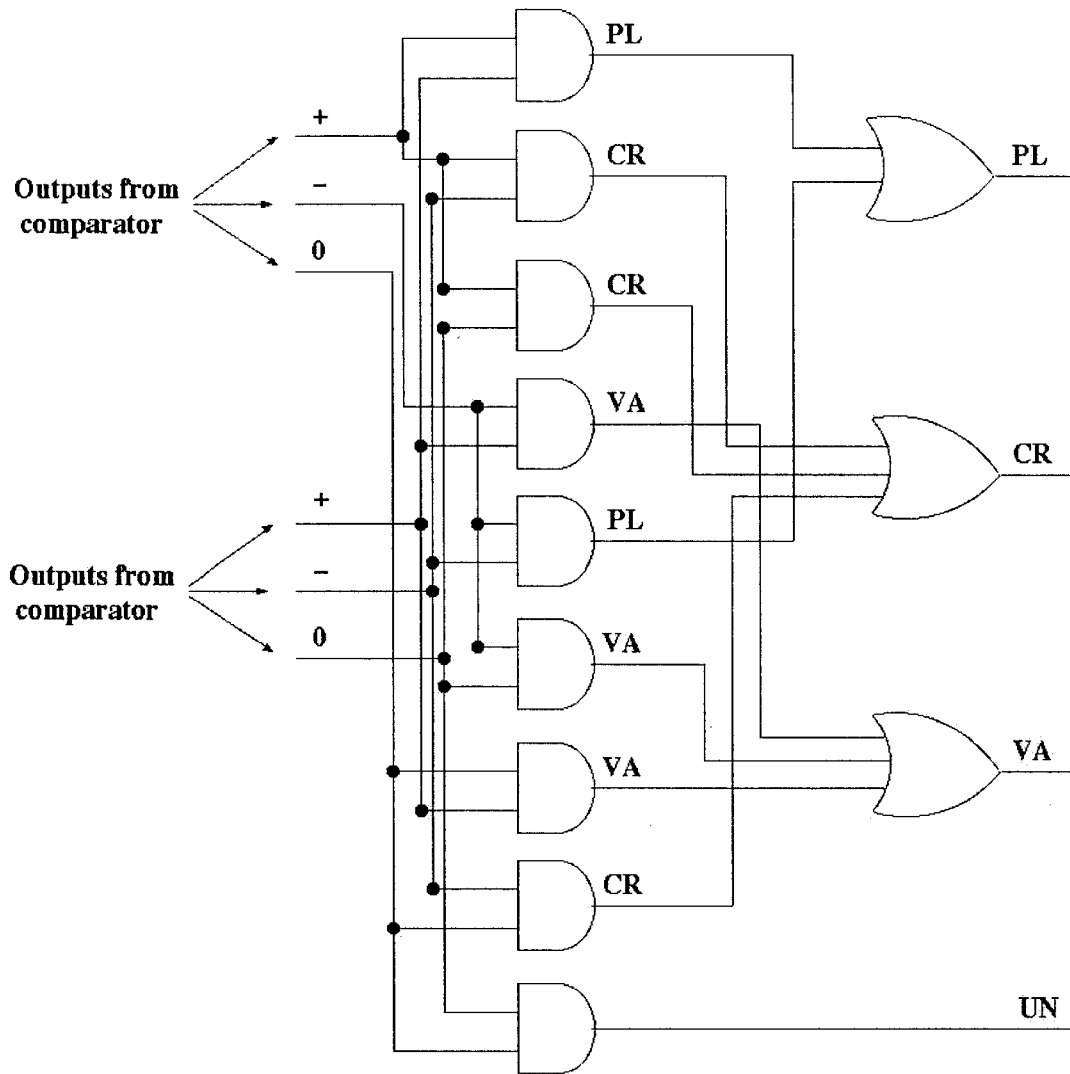 PL
+
CR
PL
Outputs from
comparator
−
0
CR
VA
CR
+
PL
Outputs from
comparator
−
0
VA
VA
VA
CR
UN